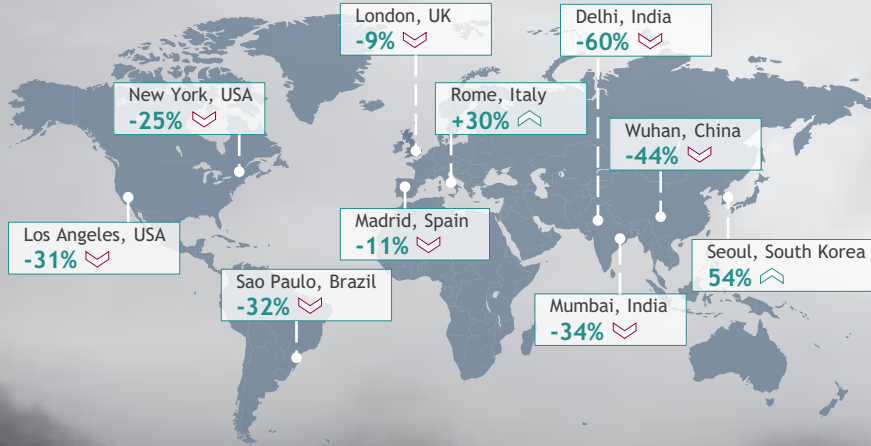 London, UK
-9%
Delhi, India
-60%
New York, USA
-25%
Rome, Italy
+30%
Wuhan, China
-44%
Los Angeles, USA
-31%
Madrid, Spain
-11%
Seoul, South Korea
54%
Sao Paulo, Brazil
-32%
Mumbai, India
-34%